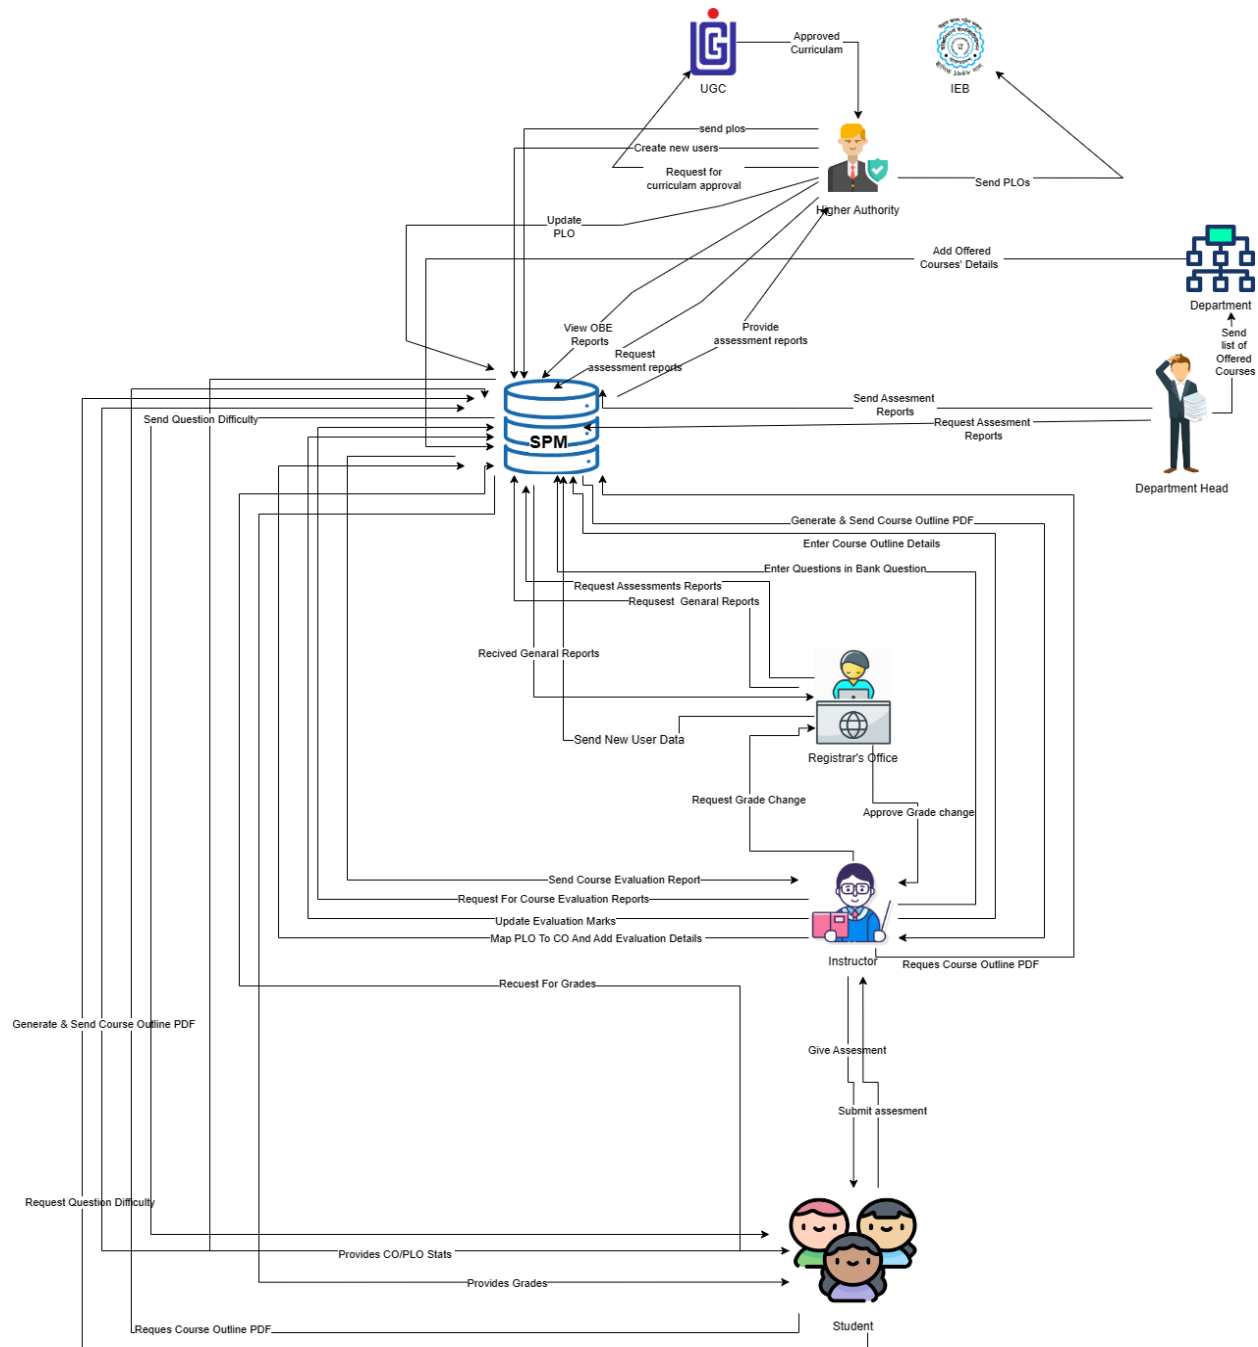 Approved
Curriculam
UGC
IEB
send plos
Create new users
Request for
curriculam approval
Send PLOs
Higher Authority
Update
PLO
Add Offered
Courses' Details
Department
Send
list of
Offered
Courses
View OBE
Reports
Provide
assessment reports
Request
assessment reports
Send Assesment
Reports
Request Assesment
Reports
Send Question Difficulty
SPM
Department Head
Generate & Send Course Outline PDF
Enter Course Outline Details
Enter Questions in Bank Question
Request Assessments Reports
Requsest Genaral Reports
Recived Genaral Reports
Send New User Data
Registrar's Office
Request Grade Change
Approve Grade change
Send Course Evaluation Report
Request For Course Evaluation Reports
Update Evaluation Marks
Map PLO To CO And Add Evaluation Details
Instructor
Reques Course Outline PDF
Recuest For Grades
Generate & Send Course Outline PDF
Give Assesment
Submit assesment
Request Question Difficulty
Provides CO/PLO Stats
Provides Grades
Reques Course Outline PDF
Student